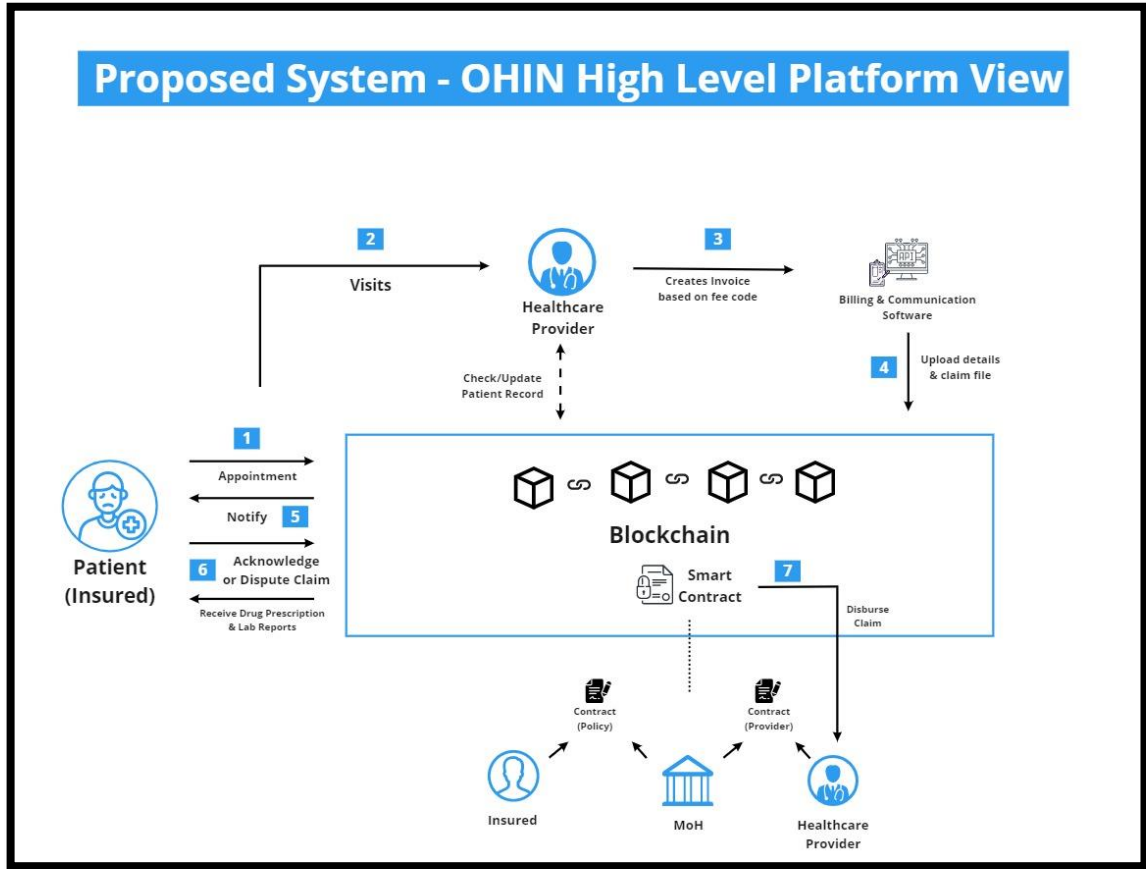 Proposed System - OHIN High Level Platform View
2
Visits
Healthcare
Provider
3
Creates Invoice
based on fee code
API
Billing & Communication
Software
4
Upload details
& claim file
Check/Update
Patient Record
1
Appointment
Notify
5
6
Acknowledge
or Dispute Claim
Receive Drug Prescription
& Lab Reports
Patient
(Insured)
Blockchain
Smart
Contract
7
Disburse
Claim
Contract
(Policy)
Contract
(Provider)
Insured
MoH
Healthcare
Provider